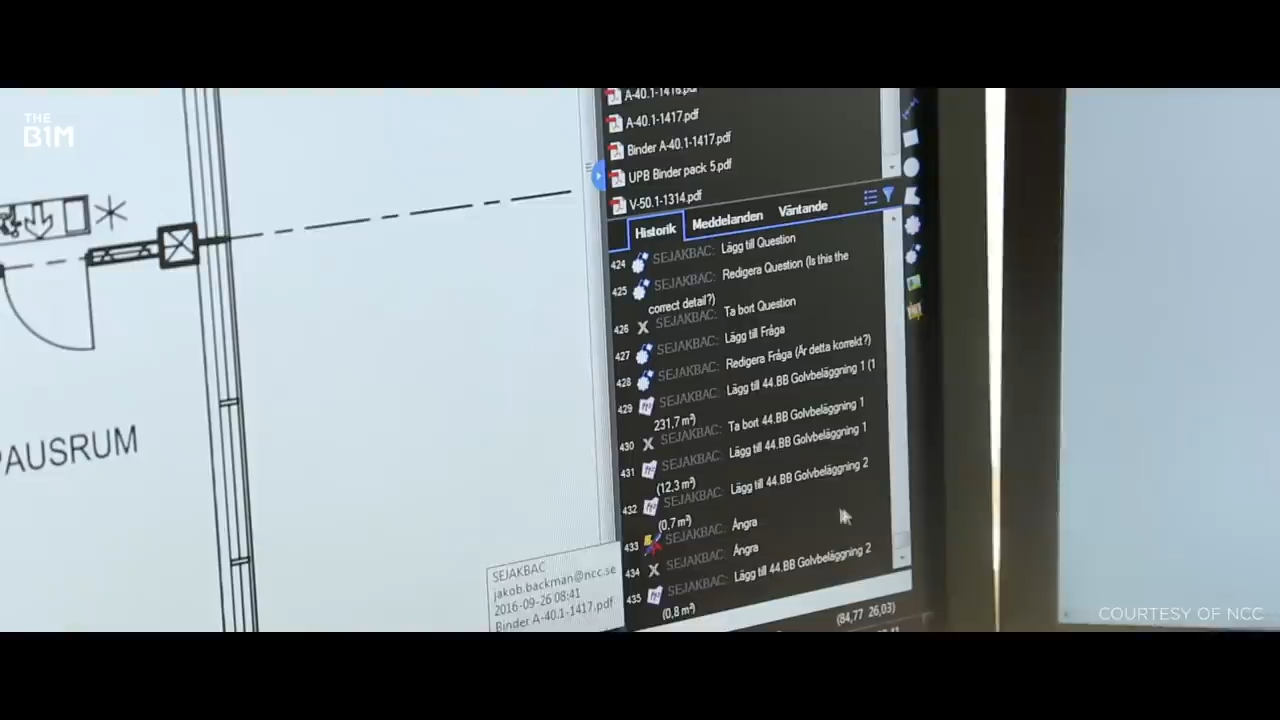 THE
B1M
PAUSRUM
A-40.1-1416.pdf
A-40.1-1417.pdf
Binder A-40.1-1417.pdf
UPB Binder pack 5.pdf
V-50.1-1314.pdf
Historik Meddelanden Väntande
424 SEJAKBAC: Lägg till Question
425 SEJAKBAC: Redigera Question (Is this the
correct detail?)
426 SEJAKBAC: Ta bort Question
427 SEJAKBAC: Lägg till Fråga
428 SEJAKBAC: Redigera Fråga (Är detta korrekt?)
429 SEJAKBAC: Lägg till 44.BB Golvbeläggning 1 (1
231,7 m²)
430 SEJAKBAC: Ta bort 44.BB Golvbeläggning 1
431 SEJAKBAC: Lägg till 44.BB Golvbeläggning 1
(12,3 m²)
432 SEJAKBAC: Lägg till 44.BB Golvbeläggning 2
(0,7 m²)
433 SEJAKBAC: Ångra
434 SEJAKBAC: Ångra
435 SEJAKBAC: Lägg till 44.BB Golvbeläggning 2
(0,8 m²)
SEJAKBAC
jakob.backman@ncc.se
2016-09-26 08:41
Binder A-40.1-1417.pdf
(84,77 26,03)
COURTESY OF NCC